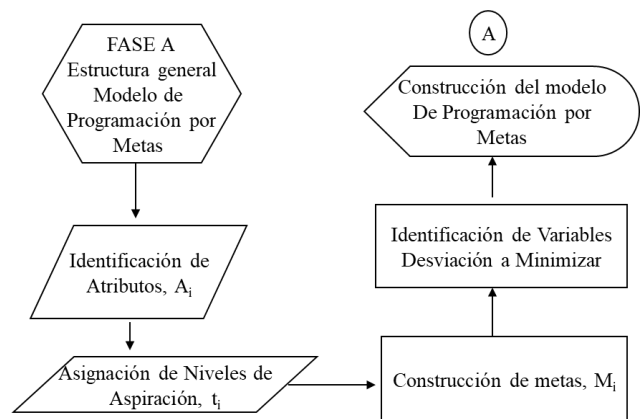 FASE A
Estructura general
Modelo de
Programación por
Metas
Identificación de
Atributos, Ai
Asignación de Niveles de
Aspiración, ti
Construcción de metas, Mi
Identificación de Variables
Desviación a Minimizar
Construcción del modelo
De Programación por
Metas
A